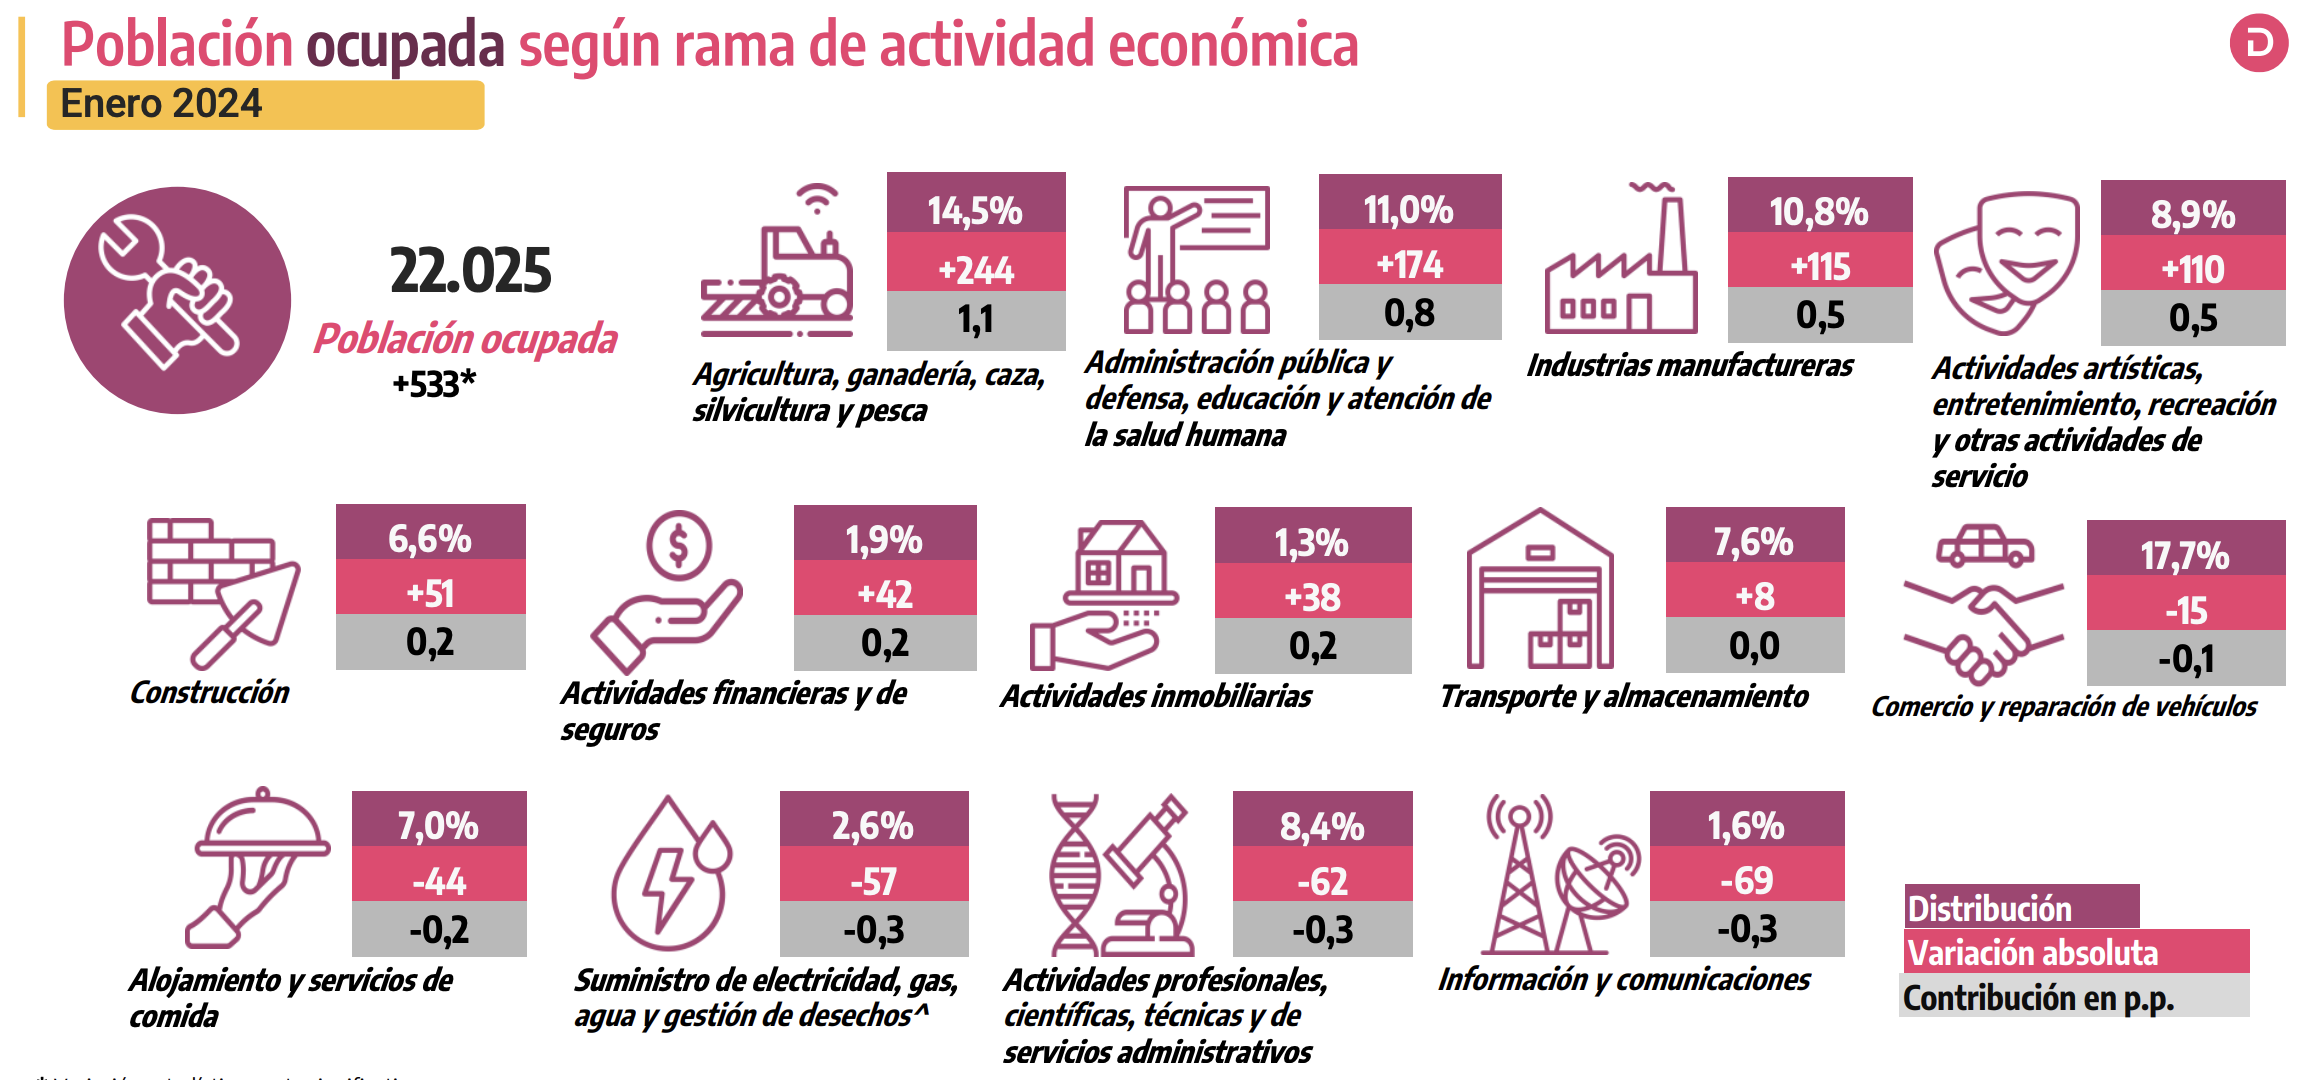 Población ocupada según rama de actividad económica
D
Enero 2024
22.025
Población ocupada
+533*
14,5%
+244
1,1
Agricultura, ganadería, caza,
silvicultura y pesca
11,0%
+174
0,8
Administración pública y
defensa, educación y atención de
la salud humana
10,8%
+115
0,5
Industrias manufactureras
8,9%
+110
0,5
Actividades artísticas,
entretenimiento, recreación
y otras actividades de
servicio
6,6%
+51
0,2
Construcción
$
1,9%
+42
0,2
Actividades financieras y de
seguros
1,3%
+38
0,2
Actividades inmobiliarias
7,6%
+8
0,0
Transporte y almacenamiento
17,7%
-15
-0,1
Comercio y reparación de vehículos
7,0%
-44
-0,2
Alojamiento y servicios de
comida
2,6%
-57
-0,3
Suministro de electricidad, gas,
agua y gestión de desechos^
8,4%
-62
-0,3
Actividades profesionales,
científicas, técnicas y de
servicios administrativos
1,6%
-69
-0,3
Información y comunicaciones
Distribución
Variación absoluta
Contribución en p.p.